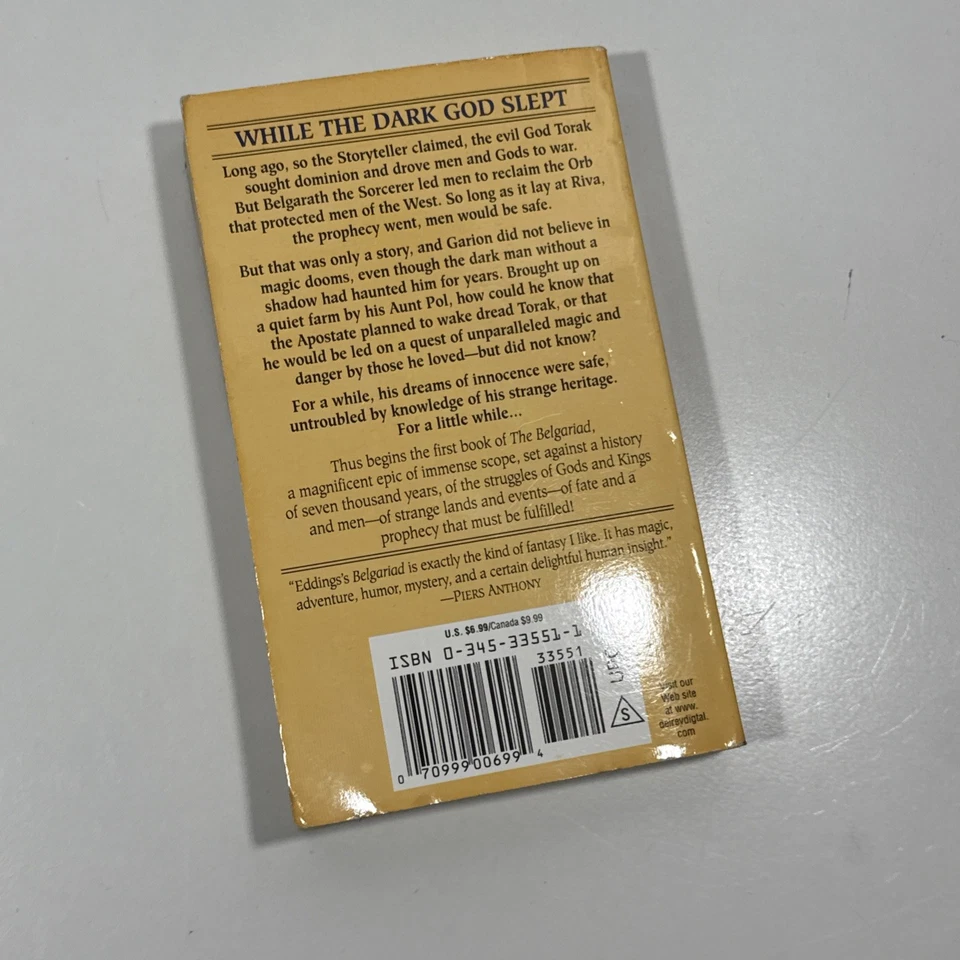 WHILE THE DARK GOD SLEPT
Long ago, so the Storyteller claimed, the evil God Torak
sought dominion and drove men and Gods to war.
But Belgarath the Sorcerer led men to reclaim the Orb
that protected men of the West. So long as it lay at Riva,
the prophecy went, men would be safe.
But that was only a story, and Garion did not believe in
magic dooms, even though the dark man without a
shadow had haunted him for years. Brought up on
a quiet farm by his Aunt Pol, how could he know that
the Apostate planned to wake dread Torak, or that
he would be led on a quest of unparalleled magic and
danger by those he loved—but did not know?
For a while, his dreams of innocence were safe,
untroubled by knowledge of his strange heritage.
For a little while...
Thus begins the first book of The Belgariad,
a magnificent epic of immense scope, set against a history
of seven thousand years, of the struggles of Gods and Kings
and men—of strange lands and events—of fate and a
prophecy that must be fulfilled!
"Eddings's Belgariad is exactly the kind of fantasy I like. It has magic,
adventure, humor, mystery, and a certain delightful human insight."
—PIERS ANTHONY
U.S. $6.99/Canada $9.99
ISBN 0-345-33551-1
33551
UPC
S
0 70999 00699 4
Visit our
Web site
at www.
delreydigital.
com